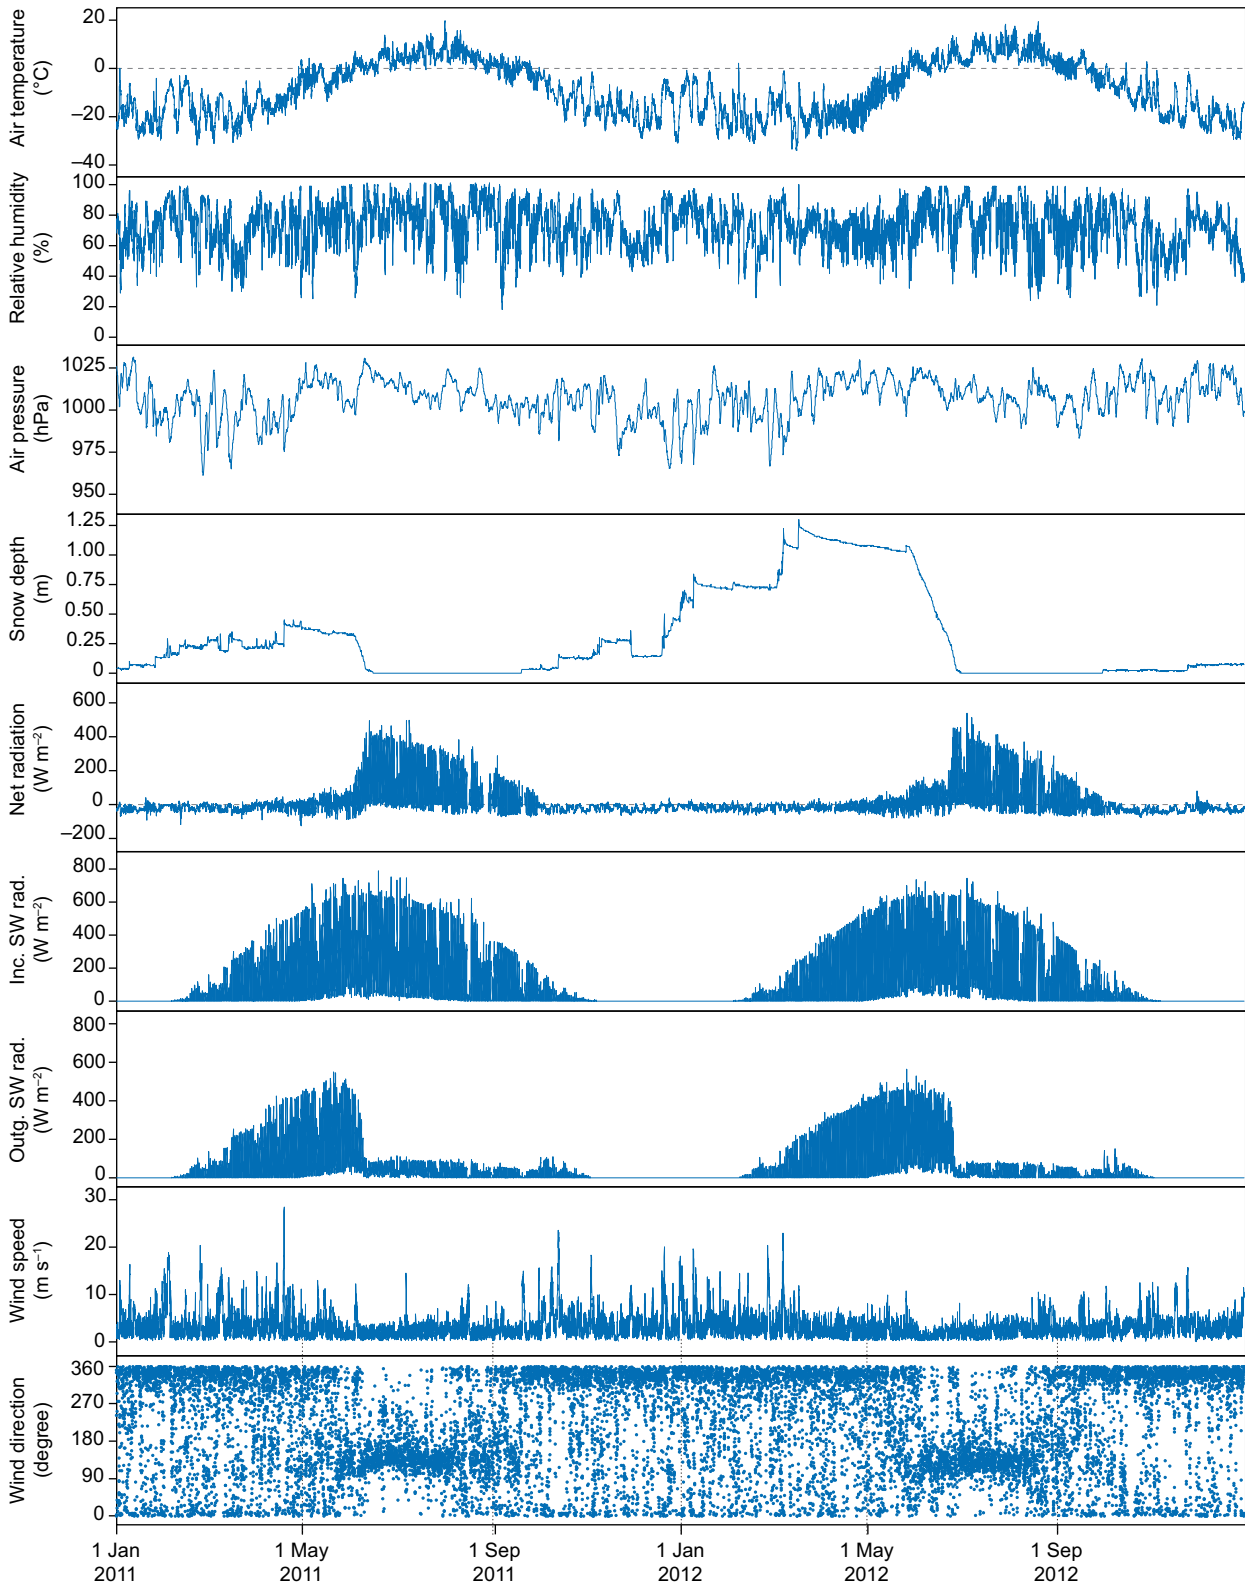 Air temperature
(°C)
20
0
–20
–40
Relative humidity
(%)
100
80
60
40
20
0
Air pressure
(hPa)
1025
1000
975
950
Snow depth
(m)
1.25
1.00
0.75
0.50
0.25
0
Net radiation
(W m–2)
600
400
200
0
–200
Inc. SW rad.
(W m–2)
800
600
400
200
0
Outg. SW rad.
(W m–2)
800
600
400
200
0
Wind speed
(m s–1)
30
20
10
0
Wind direction
(degree)
360
270
180
90
0
1 Jan
2011
1 May
2011
1 Sep
2011
1 Jan
2012
1 May
2012
1 Sep
2012